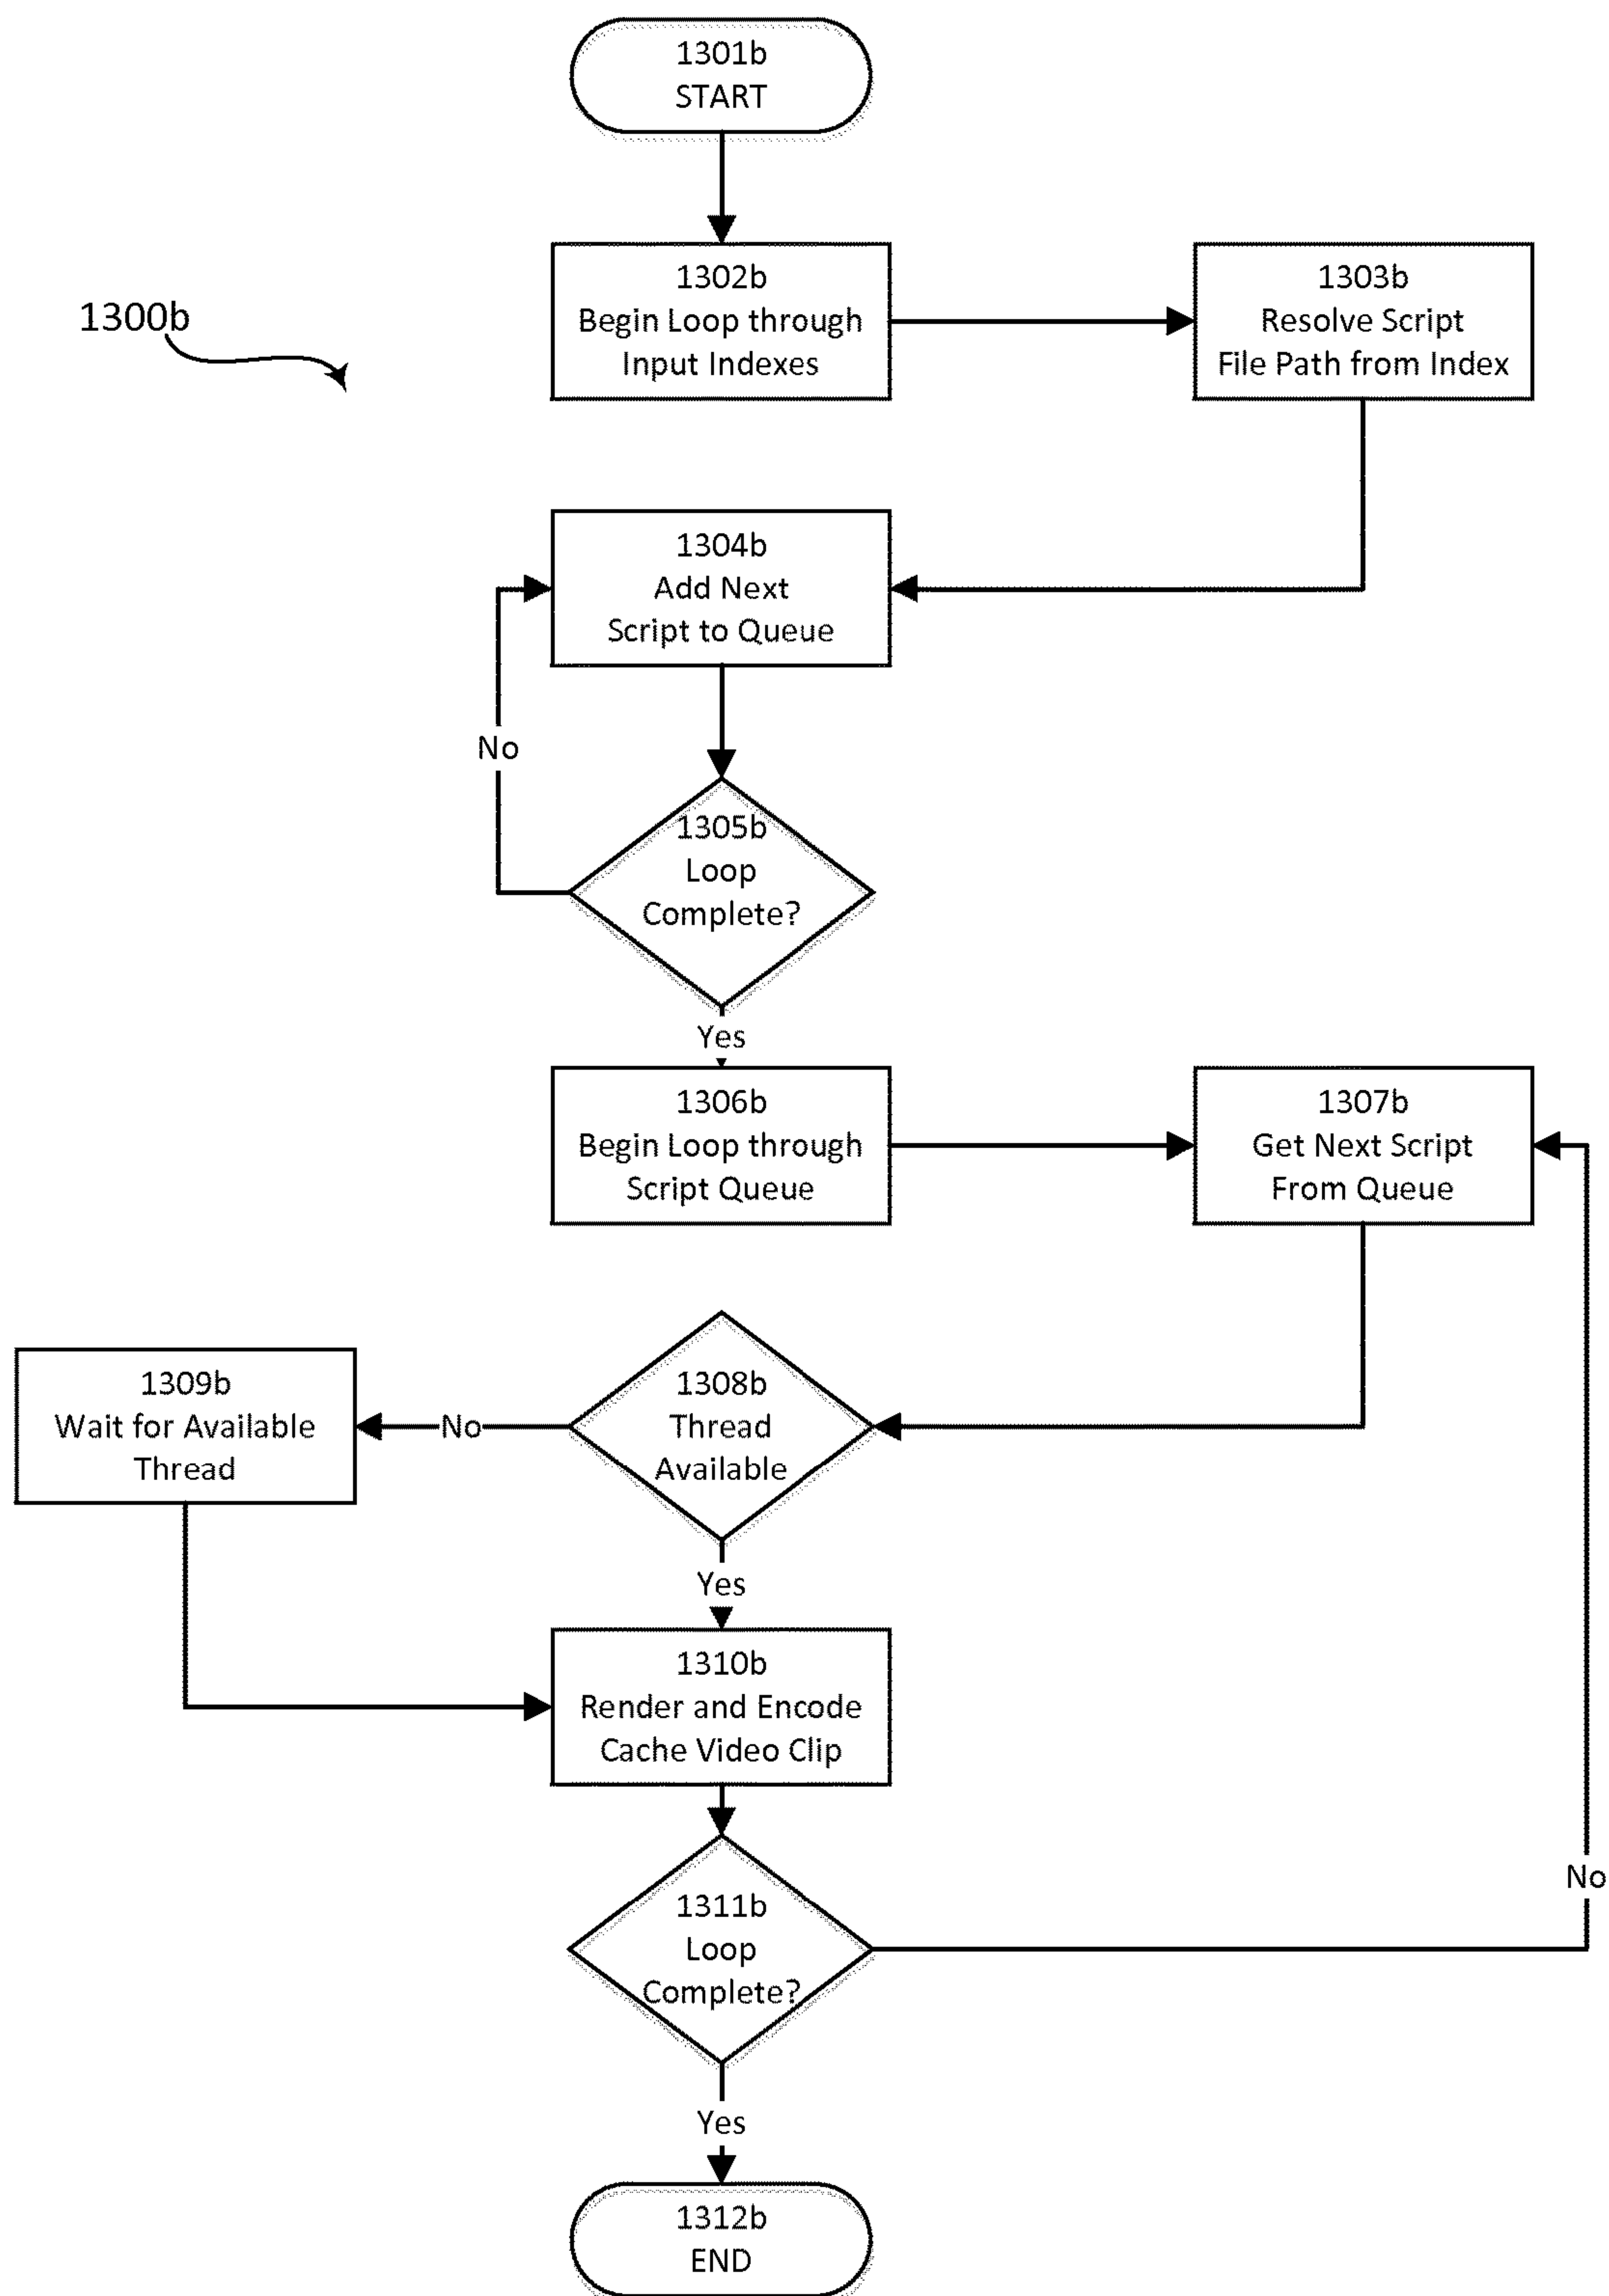 1301b
START
1302b
Begin Loop through
Input Indexes
1303b
Resolve Script
File Path from Index
1300b
1304b
Add Next
Script to Queue
No
1305b
Loop
Complete?
Yes
1306b
Begin Loop through
Script Queue
1307b
Get Next Script
From Queue
1308b
Thread
Available
No
1309b
Wait for Available
Thread
Yes
1310b
Render and Encode
Cache Video Clip
1311b
Loop
Complete?
No
Yes
1312b
END